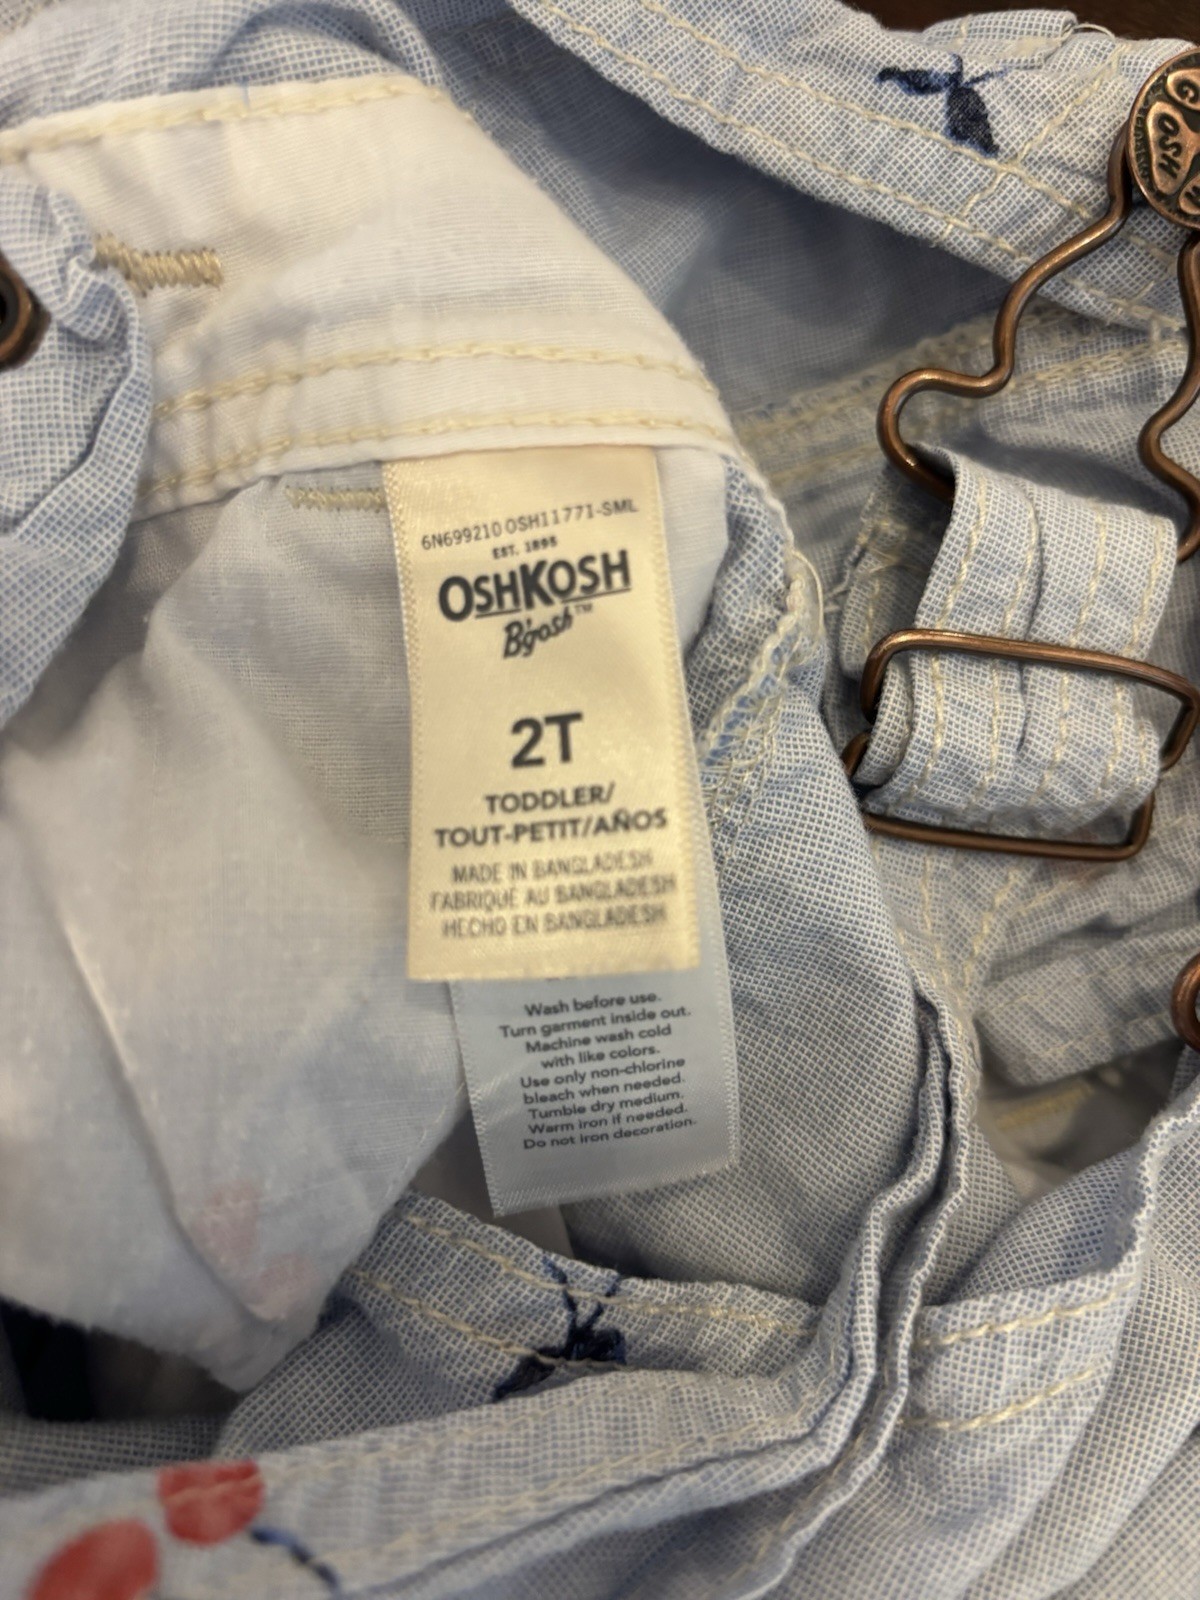 6N699210 OSH11771-SML
EST. 1895
OSHKOSH
B'gosh™
2T
TODDLER/
TOUT-PETIT/AÑOS
MADE IN BANGLADESH
FABRIQUÉ AU BANGLADESH
HECHO EN BANGLADESH
Wash before use.
Turn garment inside out.
Machine wash cold
with like colors.
Use only non-chlorine
bleach when needed.
Tumble dry medium.
Warm iron if needed.
Do not iron decoration.
OSH